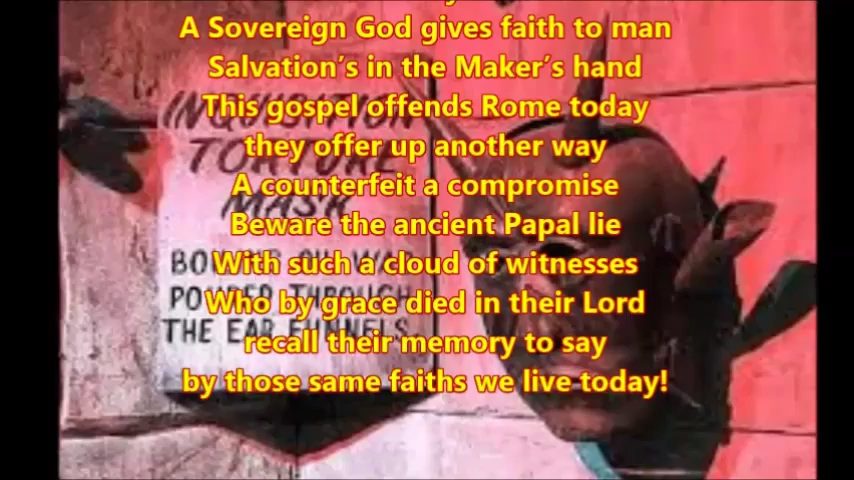 A Sovereign God gives faith to man
Salvation's in the Maker's hand
This gospel offends Rome today
they offer up another way
A counterfeit a compromise
Beware the ancient Papal lie
With such a cloud of witnesses
Who by grace died in their Lord
recall their memory to say
by those same faiths we live today!
INQUISITION
TORTURE
MASK
POWDER THROUGH
THE EAR FUNNELS.